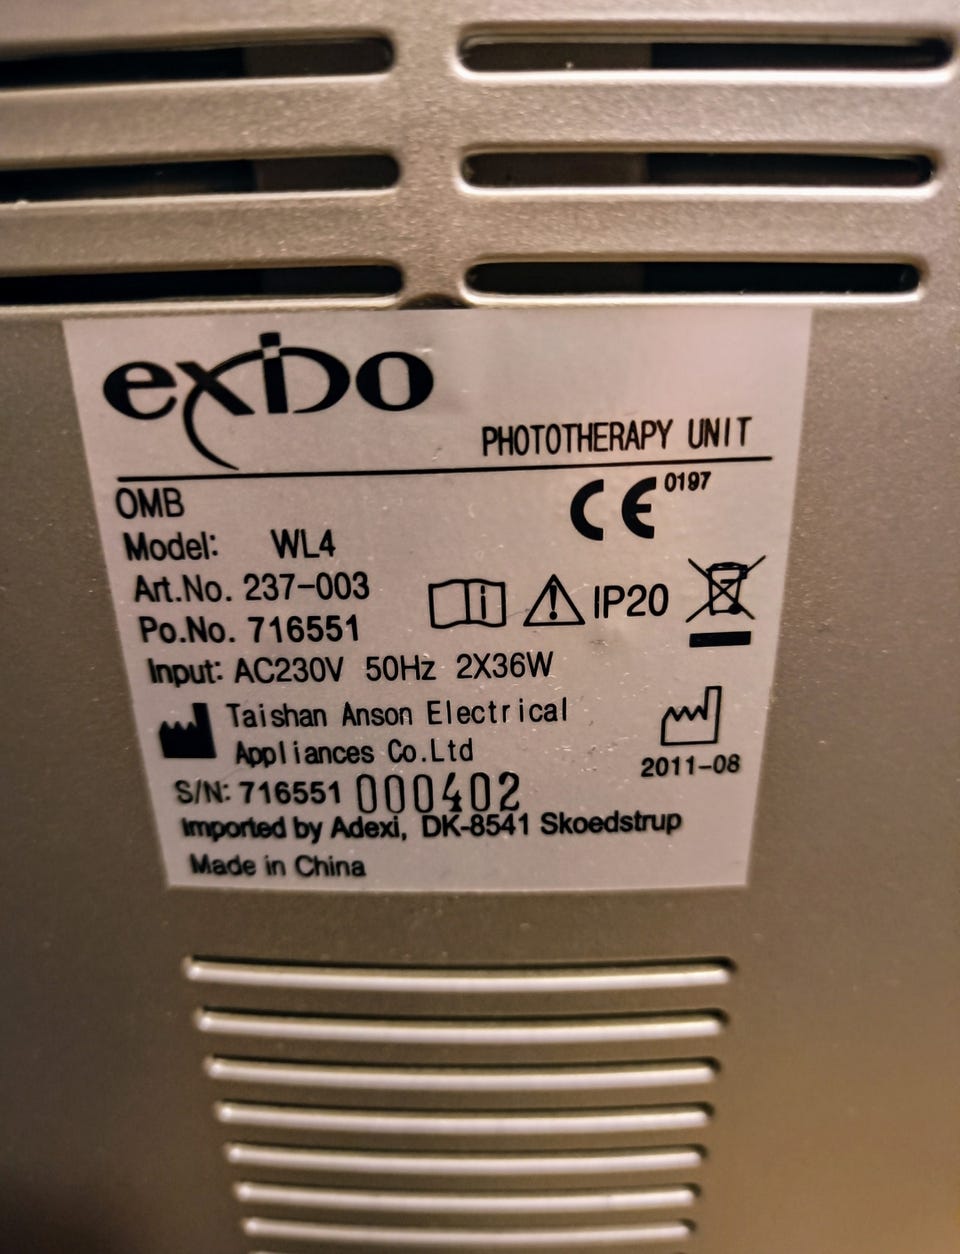 exido
PHOTOTHERAPY UNIT
OMB
CE 0197
Model: WL4
Art.No. 237-003
IP20
Po.No. 716551
Input: AC230V 50Hz 2X36W
Taishan Anson Electrical
Appliances Co.Ltd
2011-08
S/N: 716551 000402
Imported by Adexi, DK-8541 Skoedstrup
Made in China